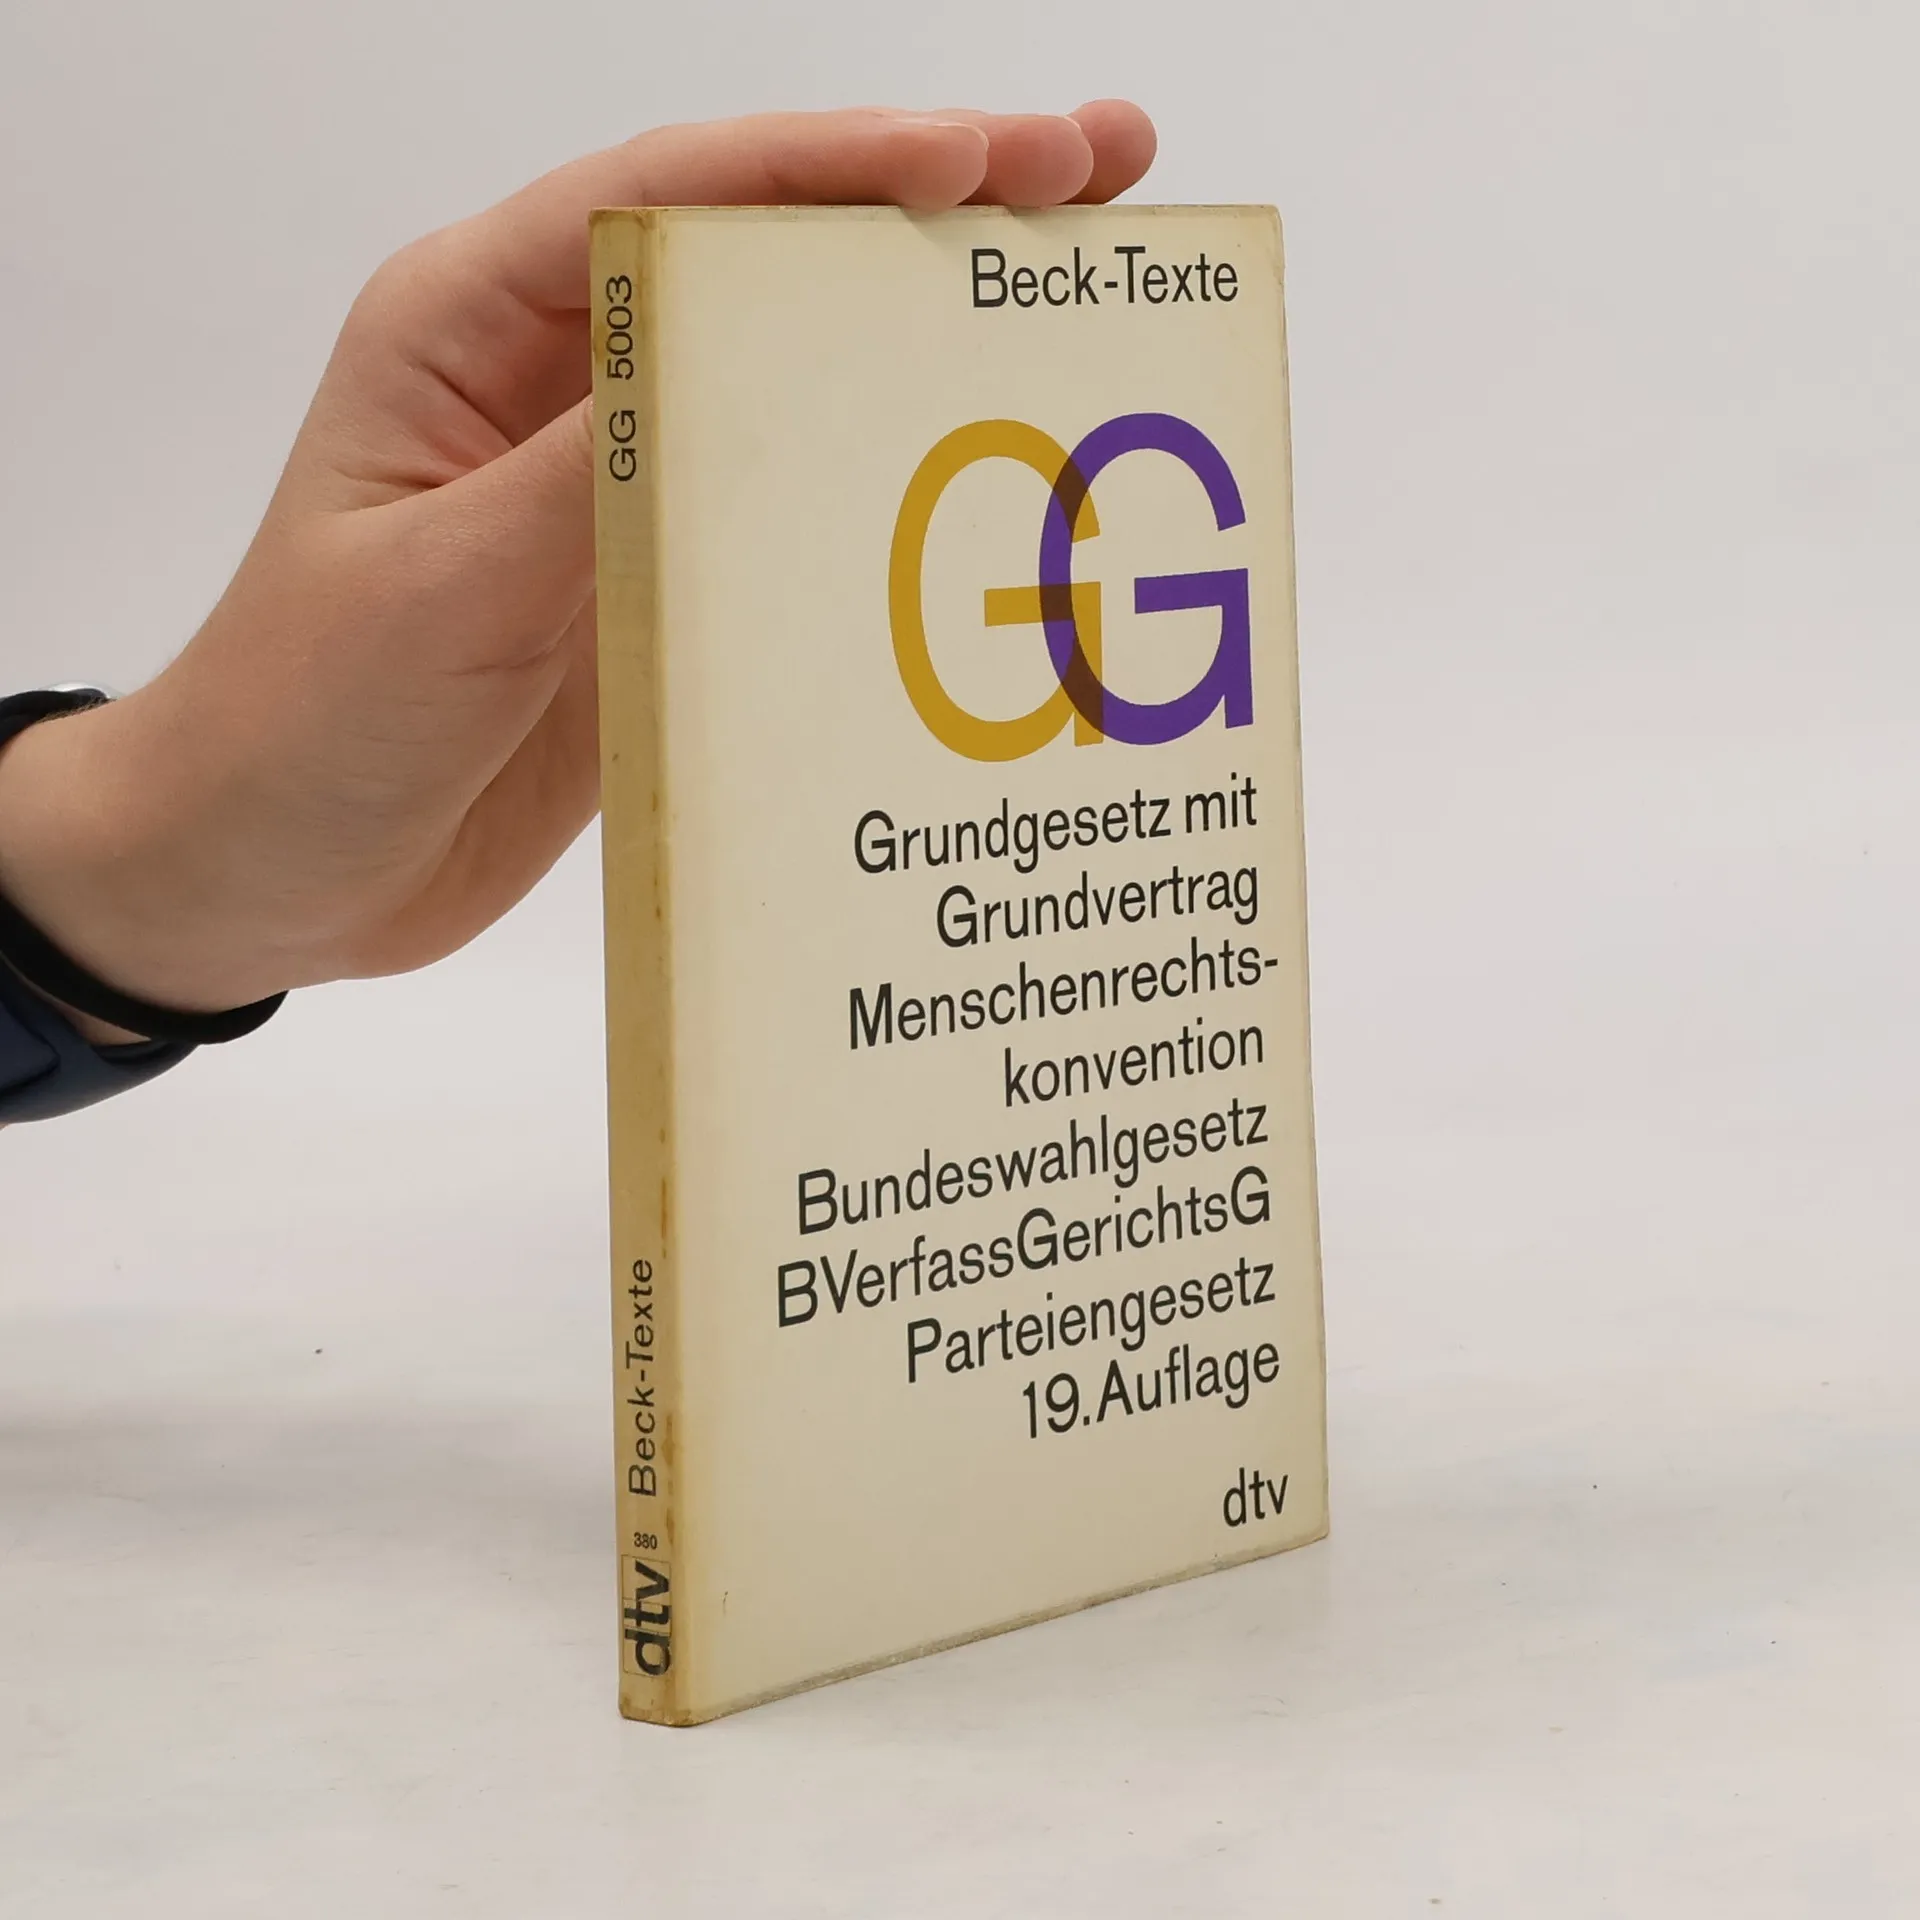 Beck-Texte
GG
Grundgesetz mit
Grundvertrag
Menschenrechts-
konvention
Bundeswahlgesetz
BVerfassGerichtsG
Parteiengesetz
19. Auflage
dtv
GG 5003
Beck-Texte
380
dtv